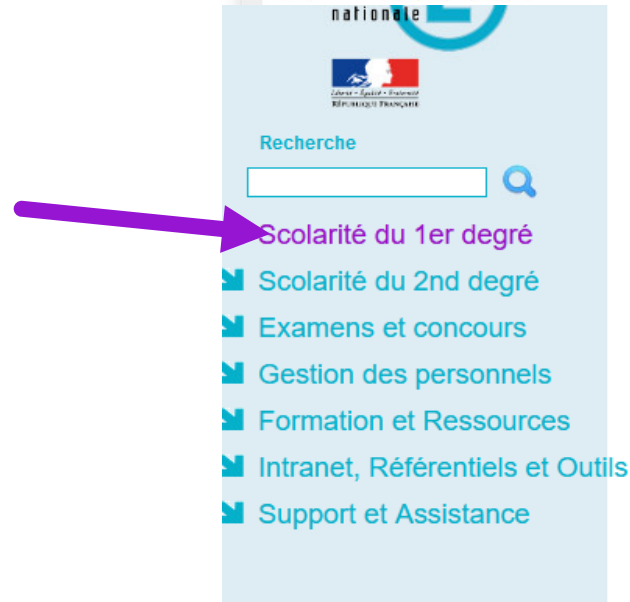 nationale
Liberté • Égalité • Fraternité
RÉPUBLIQUE FRANÇAISE
Recherche
Scolarité du 1er degré
Scolarité du 2nd degré
Examens et concours
Gestion des personnels
Formation et Ressources
Intranet, Référentiels et Outils
Support et Assistance